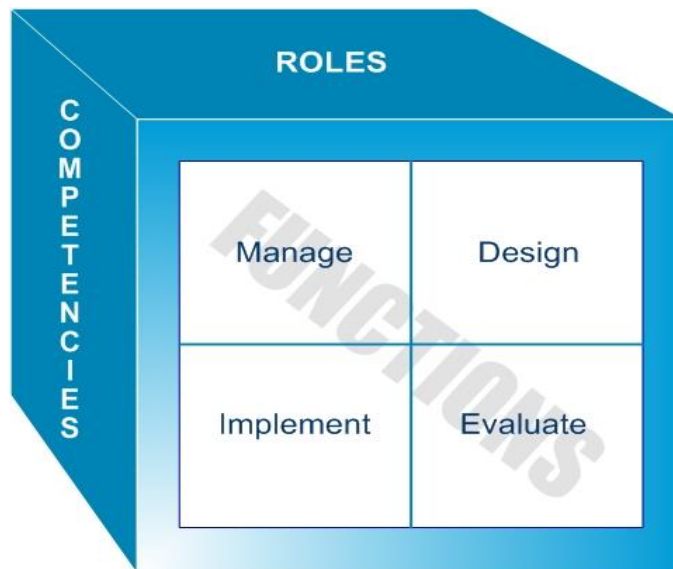 ROLES
COMPETENCIES
FUNCTIONS
Manage
Design
Implement
Evaluate